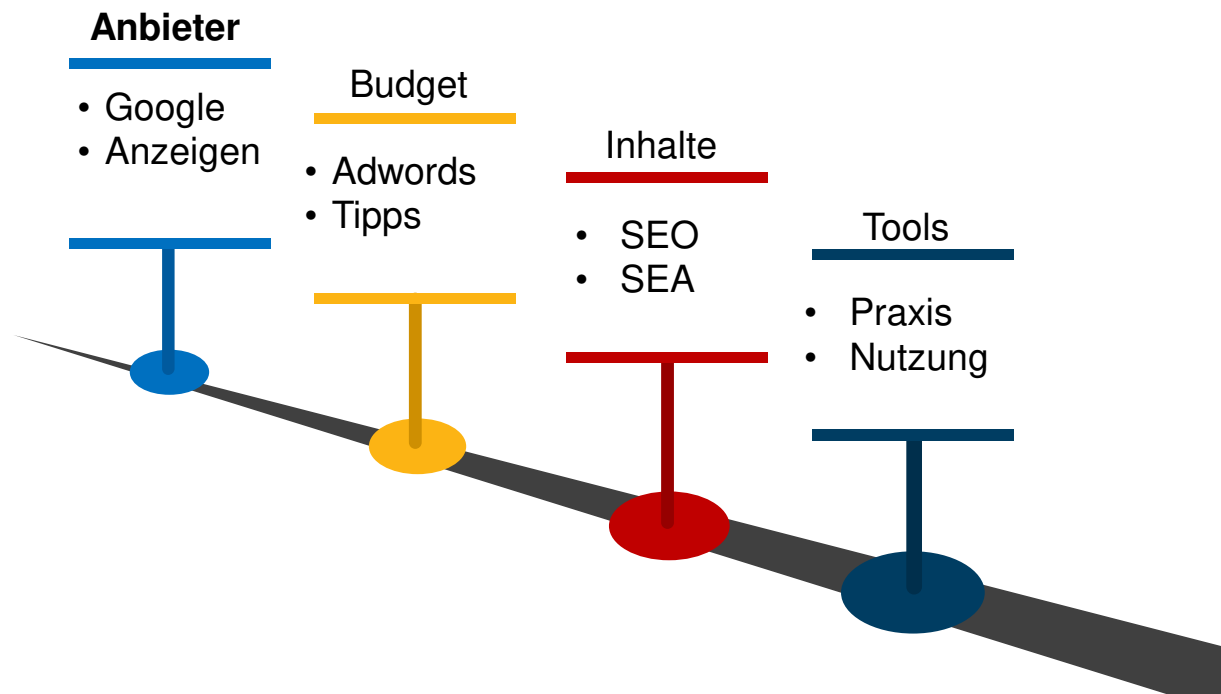 Anbieter
• Google
• Anzeigen
Budget
• Adwords
• Tipps
Inhalte
• SEO
• SEA
Tools
• Praxis
• Nutzung